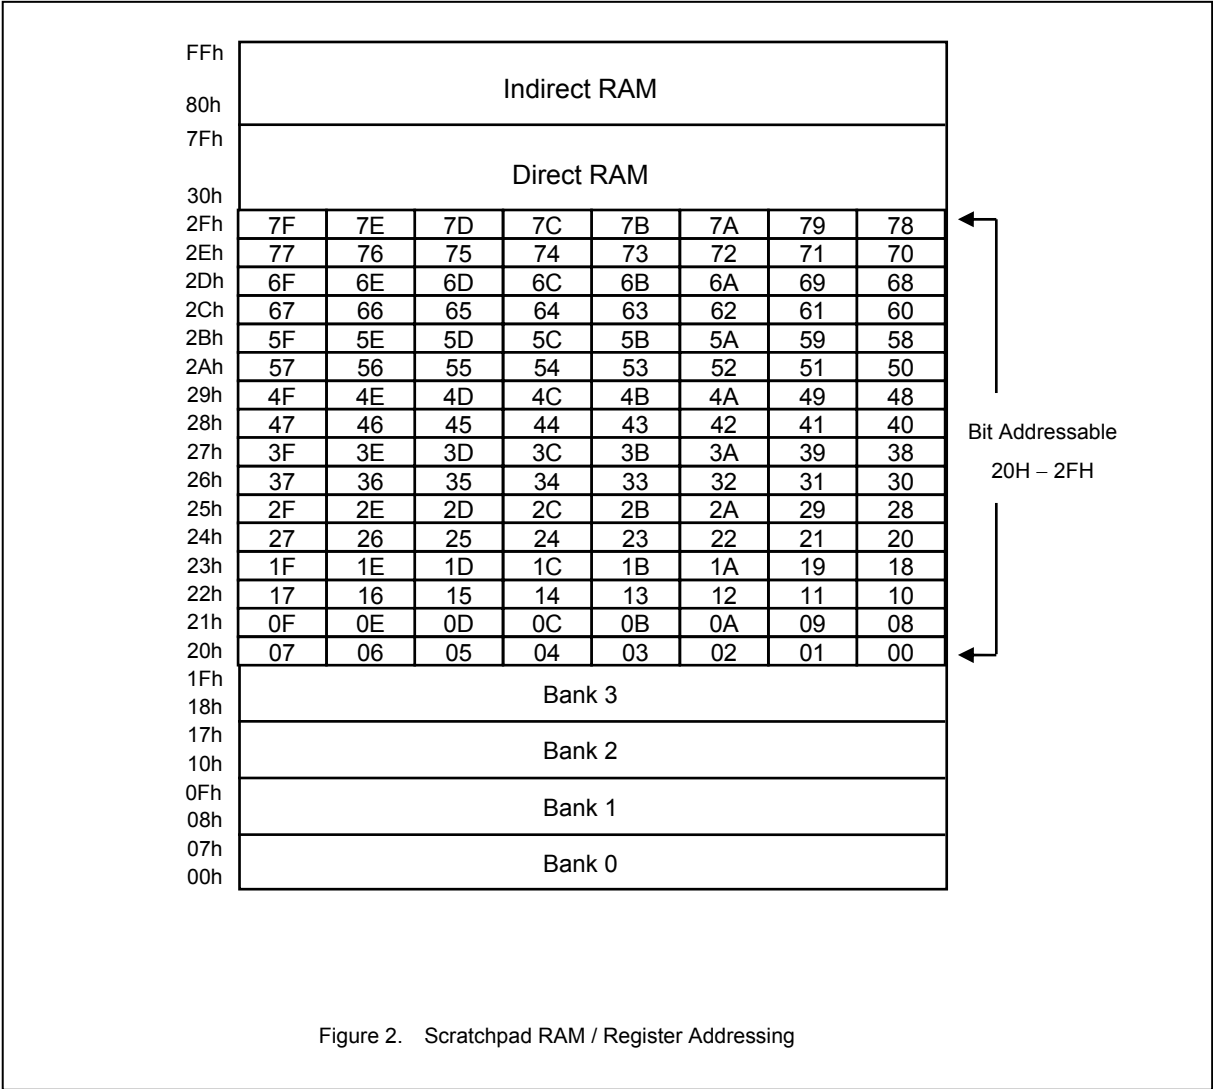 FFh
Indirect RAM
80h
7Fh
Direct RAM
30h
2Fh 7F 7E 7D 7C 7B 7A 79 78
2Eh 77 76 75 74 73 72 71 70
2Dh 6F 6E 6D 6C 6B 6A 69 68
2Ch 67 66 65 64 63 62 61 60
2Bh 5F 5E 5D 5C 5B 5A 59 58
2Ah 57 56 55 54 53 52 51 50
29h 4F 4E 4D 4C 4B 4A 49 48
28h 47 46 45 44 43 42 41 40
Bit Addressable
27h 3F 3E 3D 3C 3B 3A 39 38
20H – 2FH
26h 37 36 35 34 33 32 31 30
25h 2F 2E 2D 2C 2B 2A 29 28
24h 27 26 25 24 23 22 21 20
23h 1F 1E 1D 1C 1B 1A 19 18
22h 17 16 15 14 13 12 11 10
21h 0F 0E 0D 0C 0B 0A 09 08
20h 07 06 05 04 03 02 01 00
1Fh
Bank 3
18h
17h
Bank 2
10h
0Fh
Bank 1
08h
07h
Bank 0
00h
Figure 2. Scratchpad RAM / Register Addressing